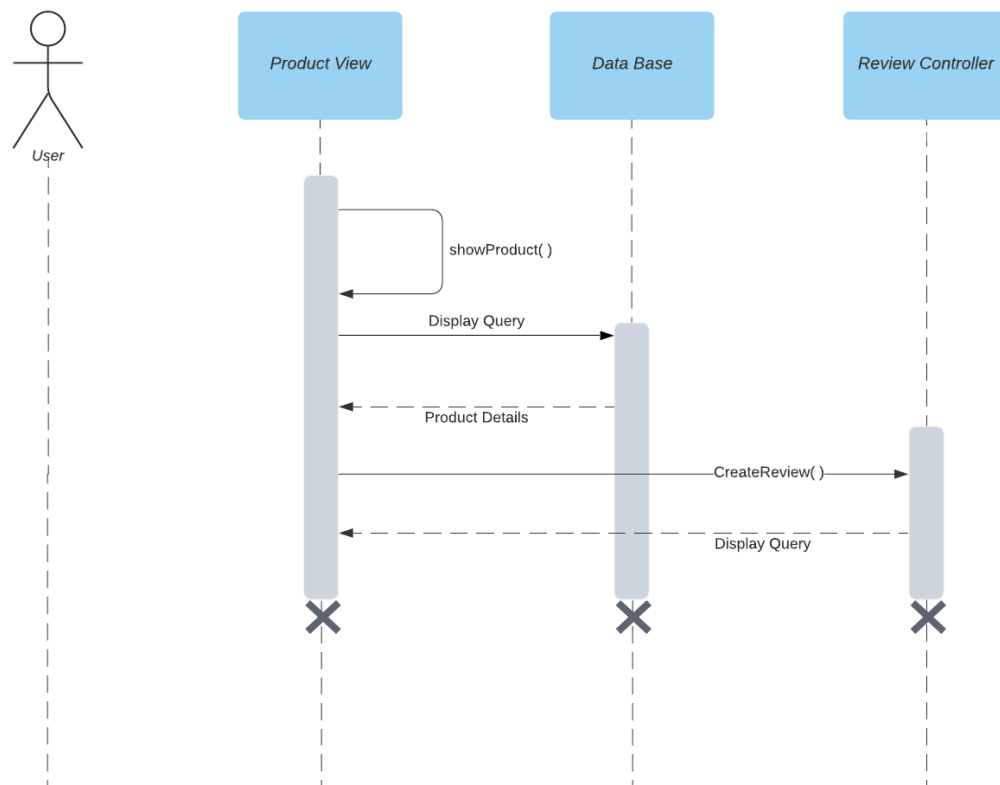 Product View
Data Base
Review Controller
User
showProduct( )
Display Query
Product Details
CreateReview( )
Display Query